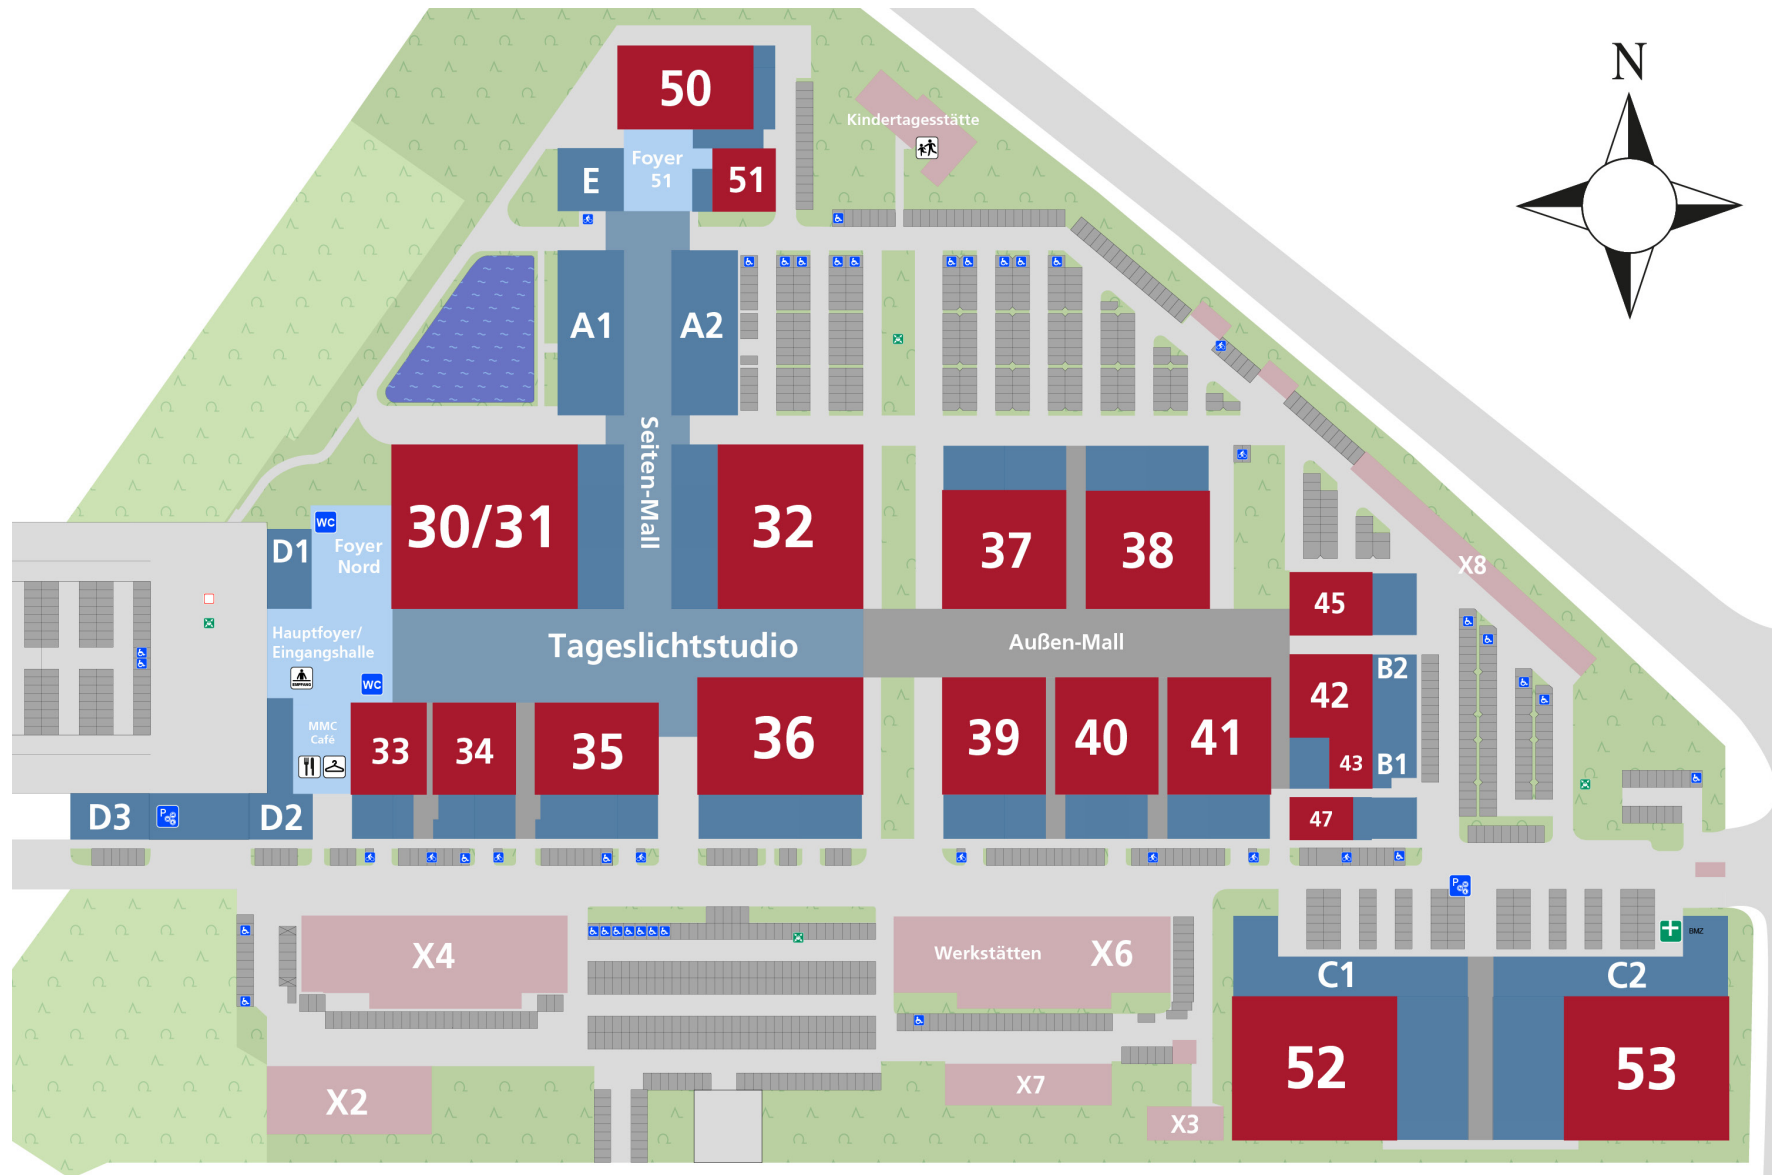 N
50
Kindertagesstätte
Foyer
51
E
51
A1
A2
Seiten-Mall
30/31
32
37
38
WC
D1
Foyer
Nord
X8
45
Hauptfoyer/
Eingangshalle
Tageslichtstudio
Außen-Mall
EMPFANG
WC
B2
42
MMC
Café
33
34
35
36
39
40
41
43
B1
D3
P
D2
47
P
BMZ
X4
Werkstätten
X6
C1
C2
52
53
X2
X7
X3